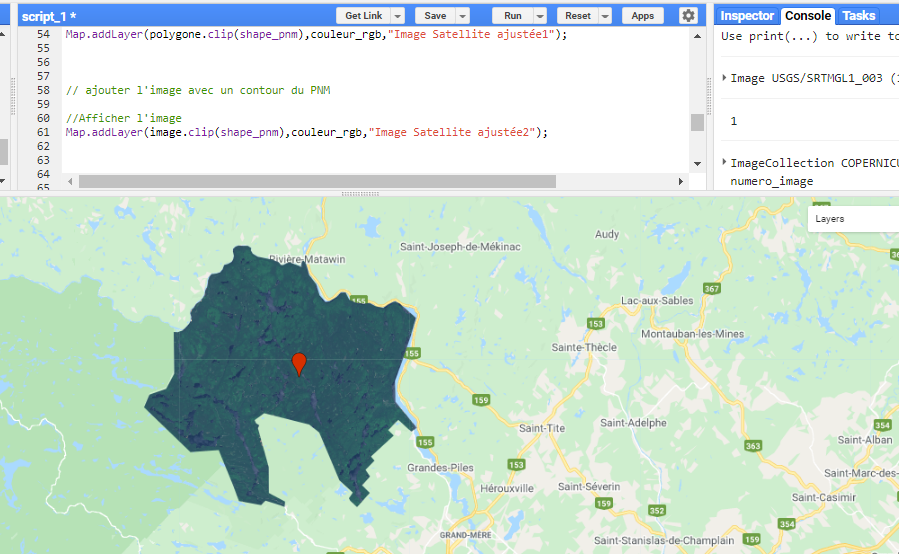 script_1 *
Get Link
Save
Run
Reset
Apps
Inspector Console Tasks
54 Map.addLayer(polygone.clip(shape_pnm),couleur_rgb,"Image Satellite ajustée1");
55
56
57
58 // ajouter l'image avec un contour du PNM
59
60 //Afficher l'image
61 Map.addLayer(image.clip(shape_pnm),couleur_rgb,"Image Satellite ajustée2");
62
63
64
65
Use print(...) to write to
Image USGS/SRTMGL1_003
1
ImageCollection
numero_image
Layers
Audy
Saint-Joseph-de-Mékinac
Rivière-Matawin
367
155
Lac-aux-Sables
153
Montauban-les-Mines
Sainte-Thècle
155
159
Saint-Tite
Saint-Adelphe
354
155
363
Saint-Alban
Grandes-Piles
153
Saint-Marc-des-
Hérouxville
Saint-Séverin
Saint-Casimir
159
352
354
GRAND-MÈRE
Saint-Stanislas-de-Champlain
159